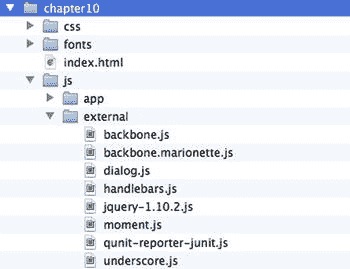 chapter10
css
fonts
index.html
js
app
external
backbone.js
backbone.marionette.js
dialog.js
handlebars.js
jquery-1.10.2.js
moment.js
qunit-reporter-junit.js
underscore.js